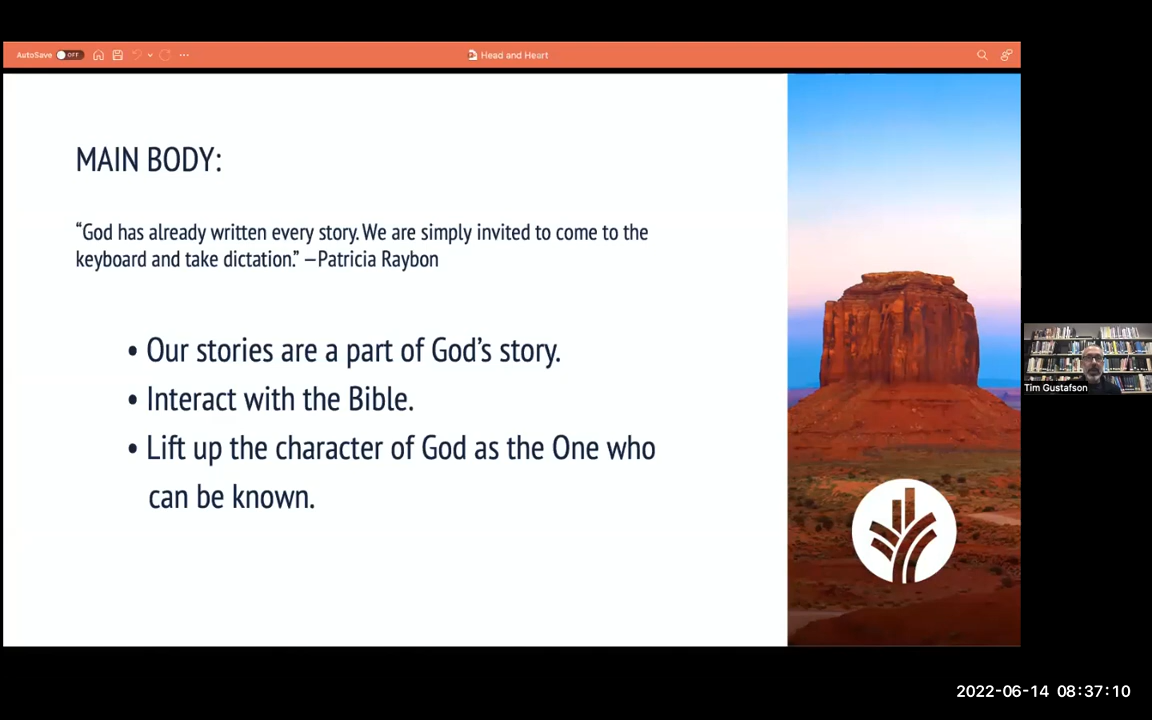 AutoSave OFF
Head and Heart
MAIN BODY:
“God has already written every story. We are simply invited to come to the
keyboard and take dictation.” —Patricia Raybon
• Our stories are a part of God’s story.
• Interact with the Bible.
• Lift up the character of God as the One who
can be known.
Tim Gustafson
2022-06-14 08:37:10